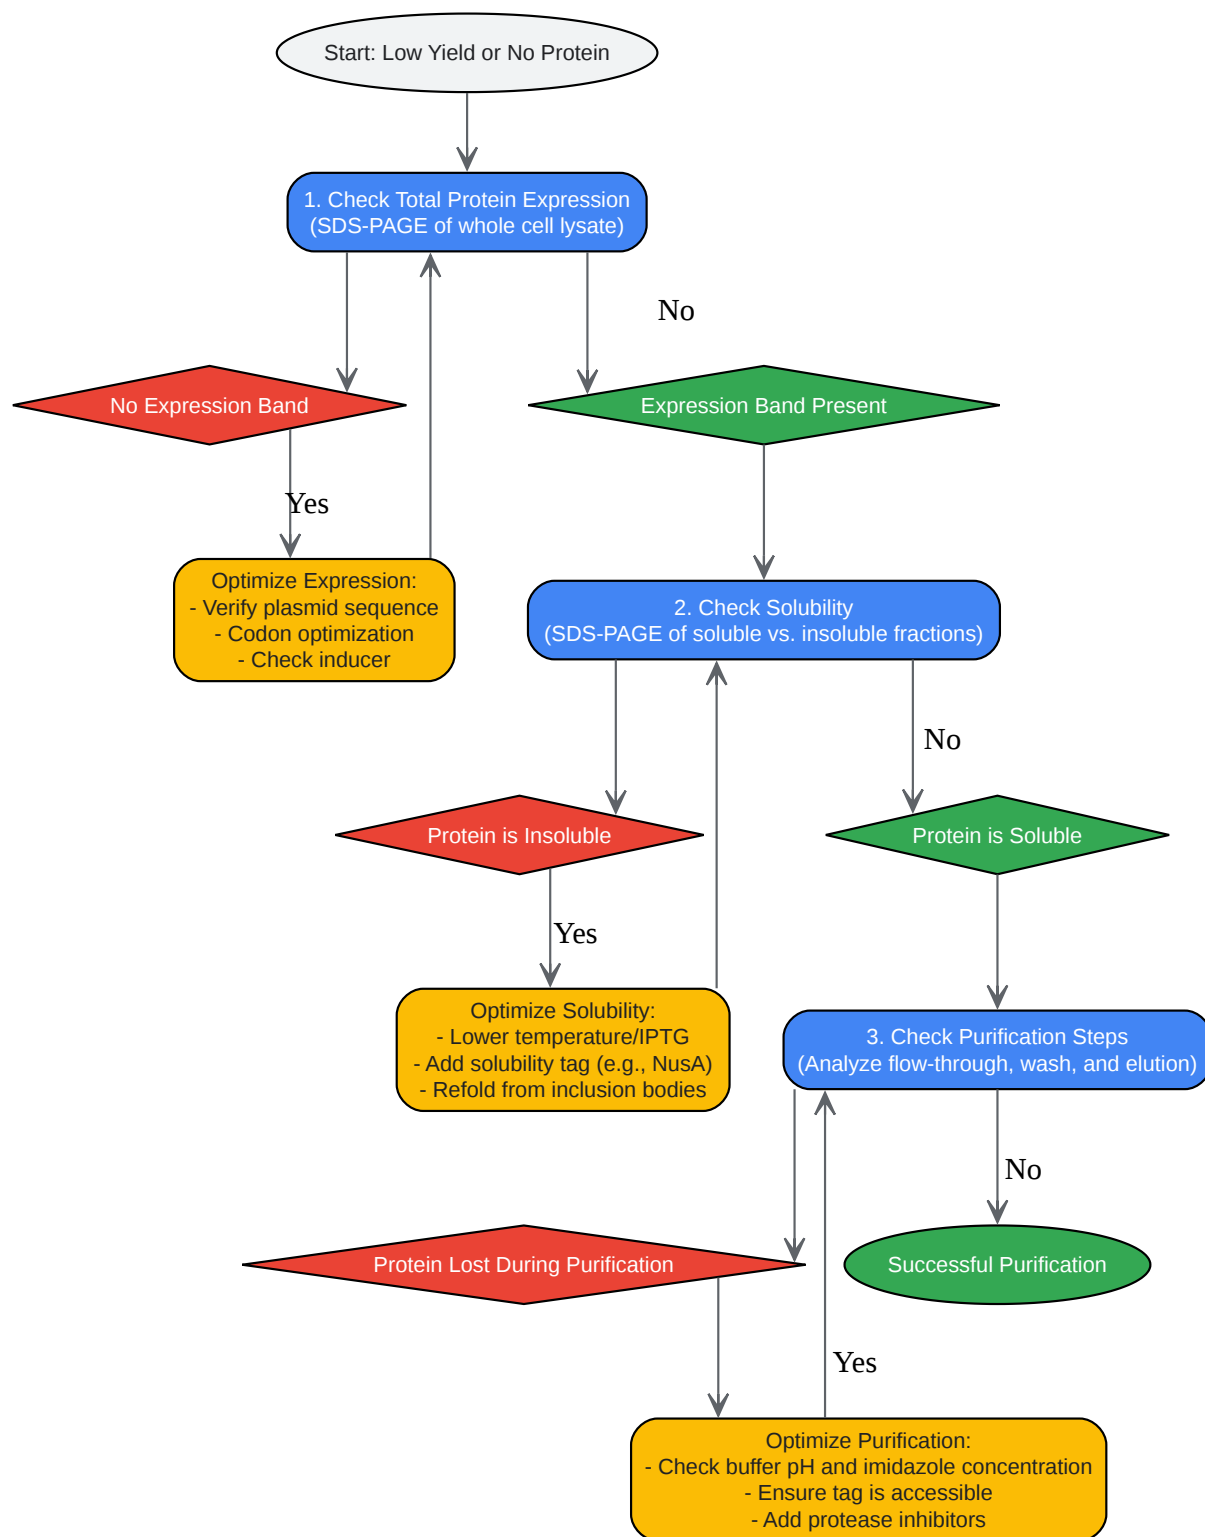 Start: Low Yield or No Protein
1. Check Total Protein Expression
(SDS-PAGE of whole cell lysate)
No
No Expression Band
Expression Band Present
Yes
Optimize Expression:
- Verify plasmid sequence
- Codon optimization
- Check inducer
2. Check Solubility
(SDS-PAGE of soluble vs. insoluble fractions)
No
Protein is Insoluble
Protein is Soluble
Yes
Optimize Solubility:
- Lower temperature/IPTG
- Add solubility tag (e.g., NusA)
- Refold from inclusion bodies
3. Check Purification Steps
(Analyze flow-through, wash, and elution)
No
Protein Lost During Purification
Successful Purification
Yes
Optimize Purification:
- Check buffer pH and imidazole concentration
- Ensure tag is accessible
- Add protease inhibitors